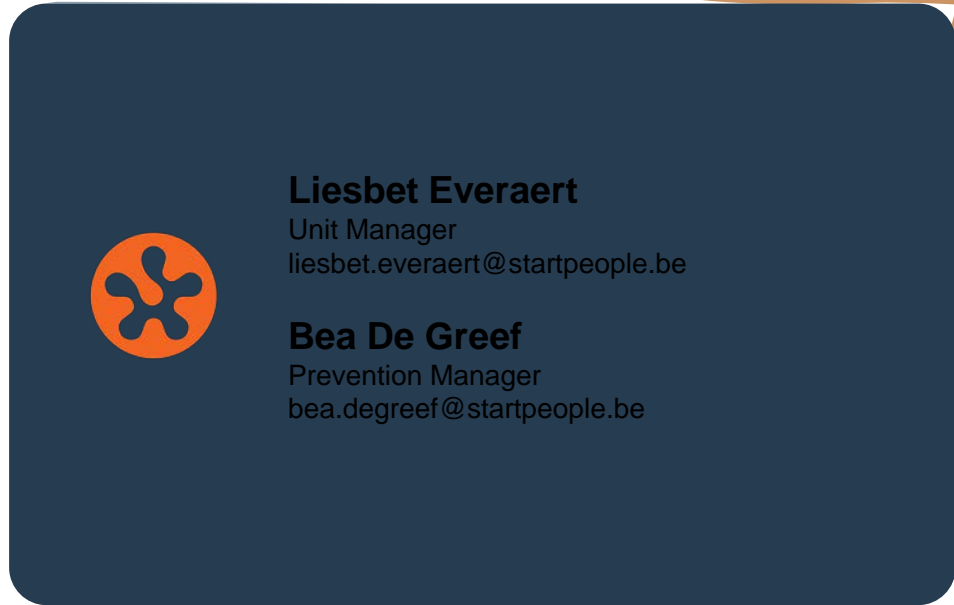 Liesbet Everaert
Unit Manager
liesbet.everaert@startpeople.be
Bea De Greef
Prevention Manager
bea.degreef@startpeople.be